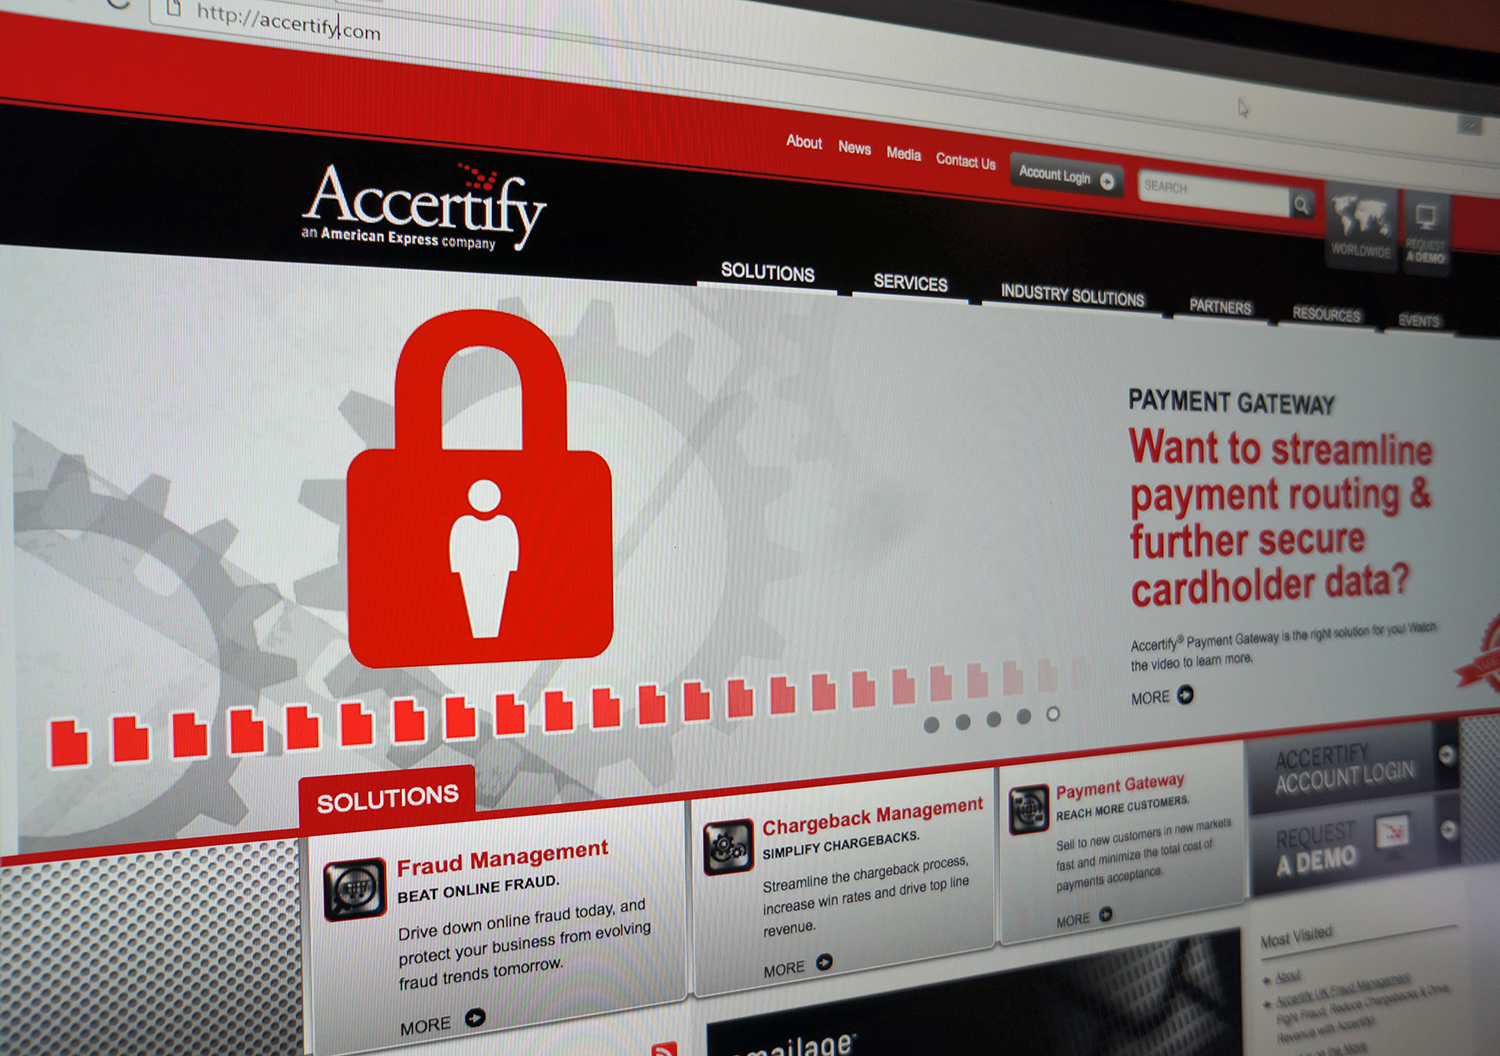 http://accertify.com
About News Media Contact Us Account Login SEARCH
WORLDWIDE
REQUEST
A DEMO
Accertify
an American Express company
SOLUTIONS SERVICES INDUSTRY SOLUTIONS PARTNERS RESOURCES EVENTS
PAYMENT GATEWAY
Want to streamline
payment routing &
further secure
cardholder data?
Accertify® Payment Gateway is the right solution for you! Watch
the video to learn more.
MORE
SOLUTIONS
Fraud Management
BEAT ONLINE FRAUD.
Drive down online fraud today, and
protect your business from evolving
fraud trends tomorrow.
MORE
Chargeback Management
SIMPLIFY CHARGEBACKS.
Streamline the chargeback process,
increase win rates and drive top line
revenue.
MORE
Payment Gateway
REACH MORE CUSTOMERS.
Sell to new customers in new markets
fast and minimize the total cost of
payments acceptance.
MORE
ACCERTIFY
ACCOUNT LOGIN
REQUEST
A DEMO
Most Visited
About
Accertify UK Fraud Management
Fight Fraud, Reduce Chargebacks & Drive
Revenue with Accertify!
on the Move
mailage